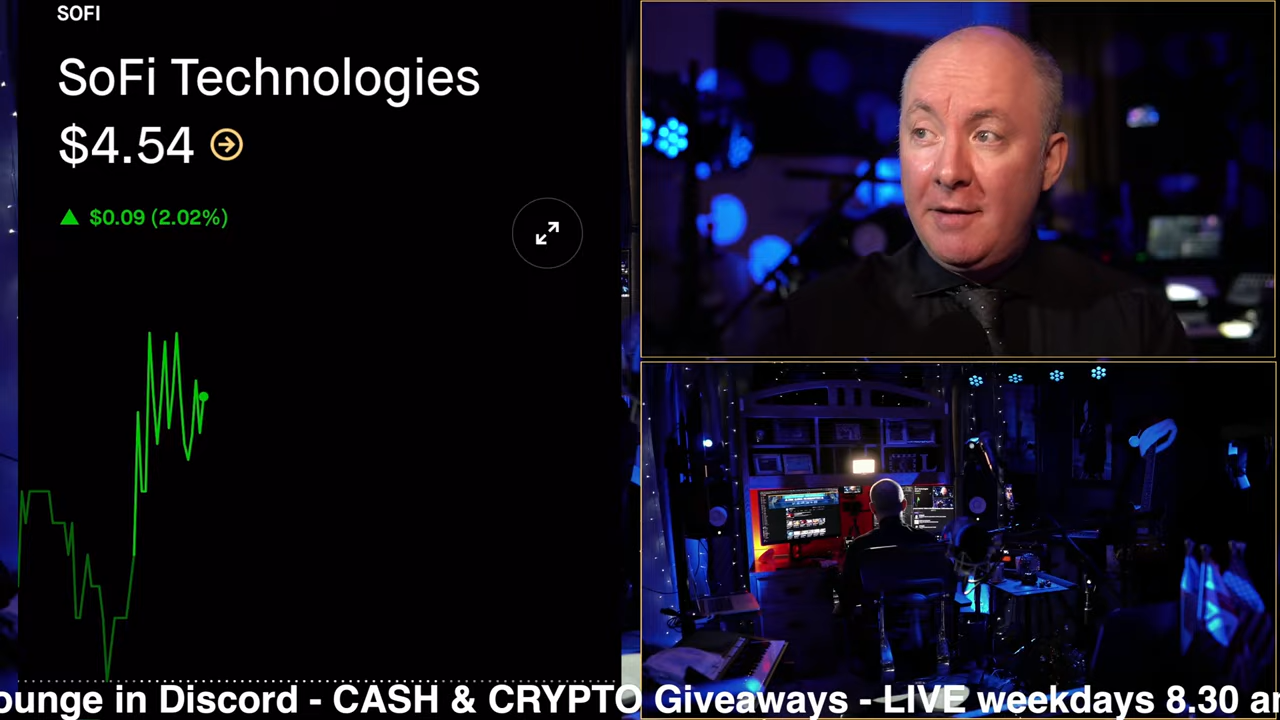 SOFI
SoFi Technologies
$4.54
$0.09 (2.02%)
ounge in Discord - CASH & CRYPTO Giveaways - LIVE weekdays 8.30 a